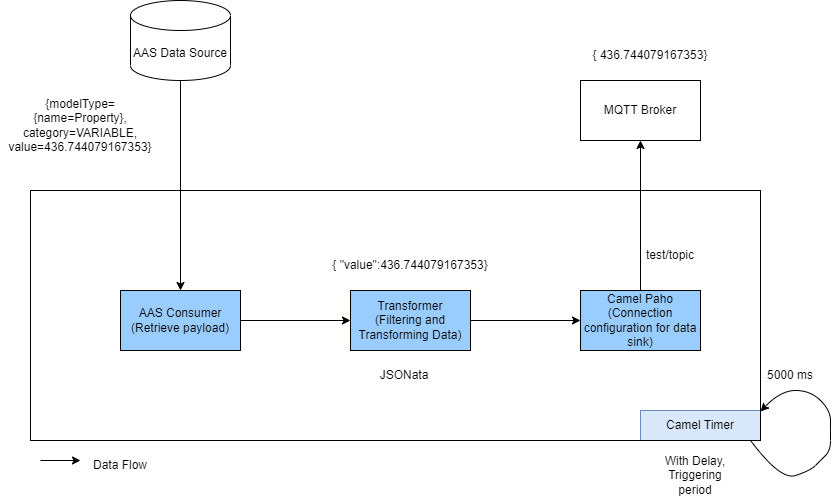 AAS Data Source
{ 436.744079167353}
{modelType=
{name=Property},
category=VARIABLE,
value=436.744079167353}
MQTT Broker
test/topic
{ "value":436.744079167353}
AAS Consumer
(Retrieve payload)
Transformer
(Filtering and
Transforming Data)
Camel Paho
(Connection
configuration for data
sink)
JSONata
5000 ms
Camel Timer
With Delay,
Triggering
period
Data Flow